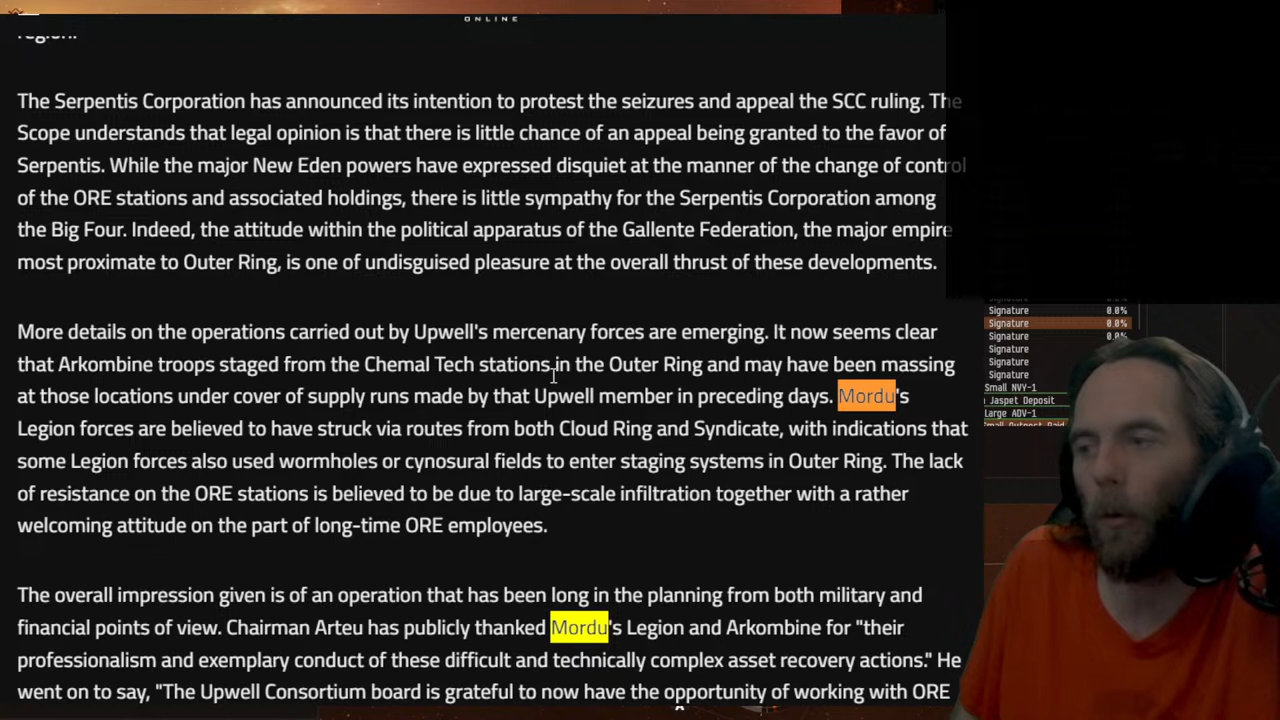 ONLINE
region.
The Serpentis Corporation has announced its intention to protest the seizures and appeal the SCC ruling. The
Scope understands that legal opinion is that there is little chance of an appeal being granted to the favor of
Serpentis. While the major New Eden powers have expressed disquiet at the manner of the change of control
of the ORE stations and associated holdings, there is little sympathy for the Serpentis Corporation among
the Big Four. Indeed, the attitude within the political apparatus of the Gallente Federation, the major empire
most proximate to Outer Ring, is one of undisguised pleasure at the overall thrust of these developments.
More details on the operations carried out by Upwell's mercenary forces are emerging. It now seems clear
that Arkombine troops staged from the Chemal Tech stations in the Outer Ring and may have been massing
at those locations under cover of supply runs made by that Upwell member in preceding days. Mordu's
Legion forces are believed to have struck via routes from both Cloud Ring and Syndicate, with indications that
some Legion forces also used wormholes or cynosural fields to enter staging systems in Outer Ring. The lack
of resistance on the ORE stations is believed to be due to large-scale infiltration together with a rather
welcoming attitude on the part of long-time ORE employees.
The overall impression given is of an operation that has been long in the planning from both military and
financial points of view. Chairman Arteu has publicly thanked Mordu's Legion and Arkombine for "their
professionalism and exemplary conduct of these difficult and technically complex asset recovery actions." He
went on to say, "The Upwell Consortium board is grateful to now have the opportunity of working with ORE
Signature 0.0%
Signature 0.0%
Signature 0.0%
Signature 0.0%
Signature
Signature
Signature
Small NVY-1
Jaspet Deposit
Large ADV-1
Small Outpost